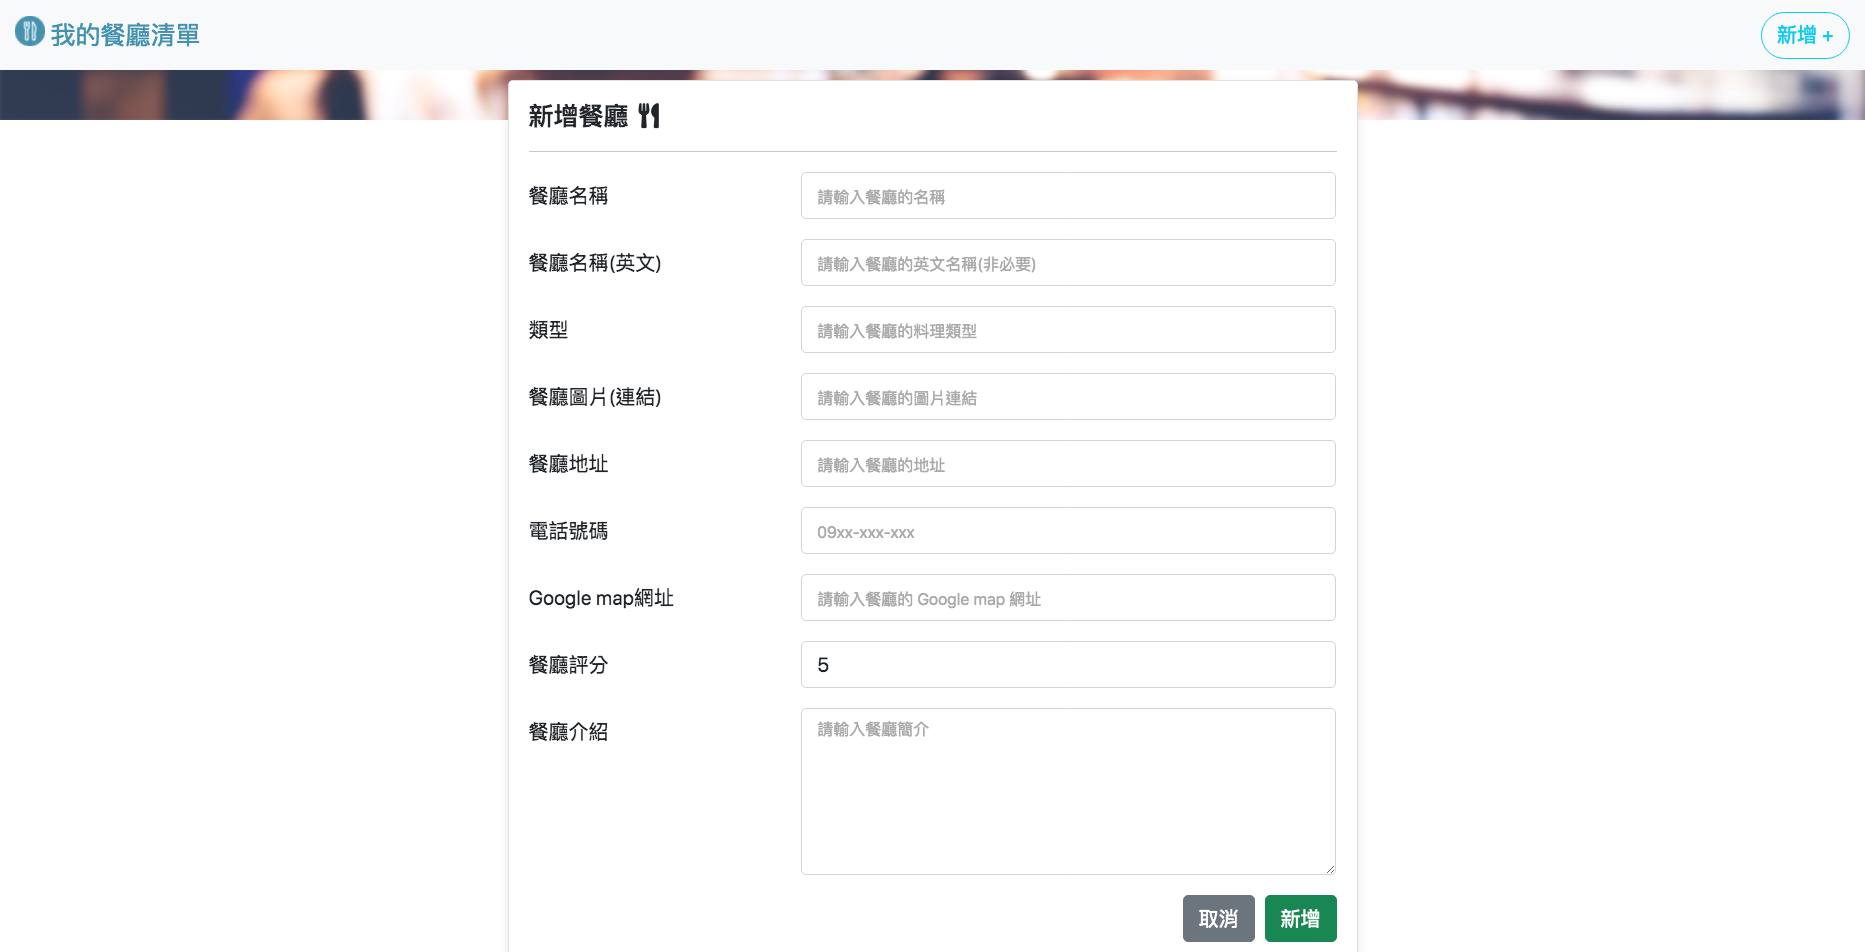 我的餐廳清單
新增 +
新增餐廳
餐廳名稱
請輸入餐廳的名稱
餐廳名稱(英文)
請輸入餐廳的英文名稱(非必要)
類型
請輸入餐廳的料理類型
餐廳圖片(連結)
請輸入餐廳的圖片連結
餐廳地址
請輸入餐廳的地址
電話號碼
09xx-xxx-xxx
Google map網址
請輸入餐廳的 Google map 網址
餐廳評分
5
餐廳介紹
請輸入餐廳簡介
取消
新增